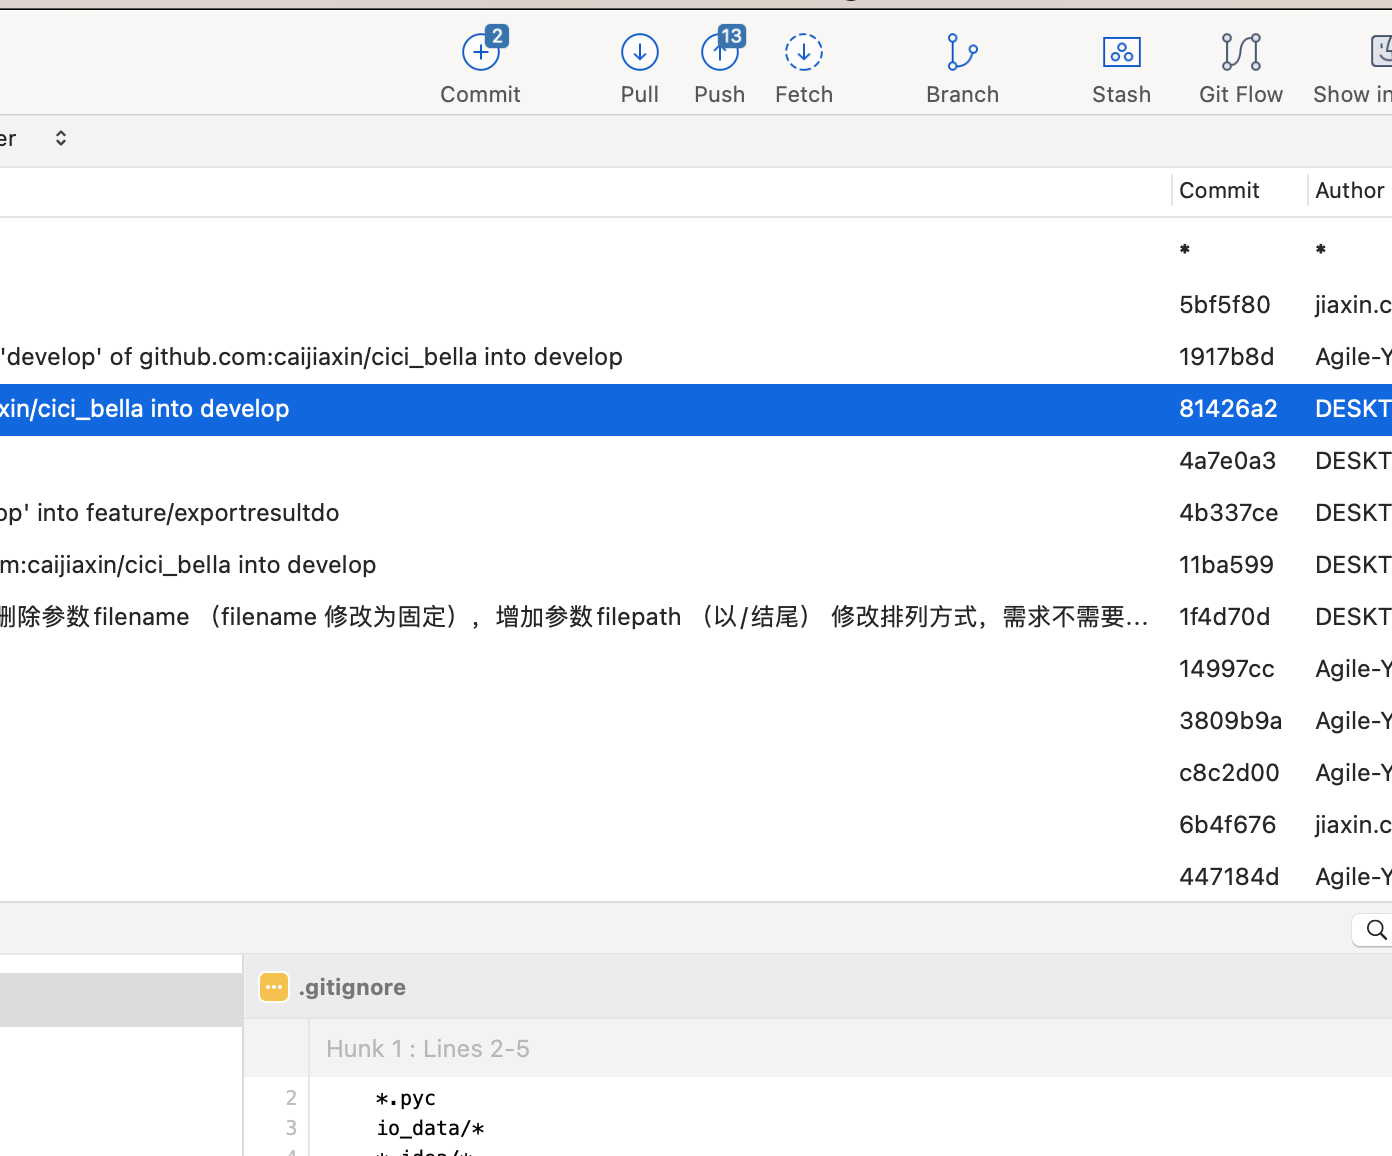 2 13
Commit Pull Push Fetch Branch Stash Git Flow Show in
er
Commit Author
* *
5bf5f80 jiaxin.c
'develop' of github.com:caijiaxin/cici_bella into develop 1917b8d Agile-Y
xin/cici_bella into develop 81426a2 DESKT
4a7e0a3 DESKT
op' into feature/exportresultdo 4b337ce DESKT
m:caijiaxin/cici_bella into develop 11ba599 DESKT
删除参数filename （filename 修改为固定），增加参数filepath （以/结尾） 修改排列方式，需求不需要... 1f4d70d DESKT
14997cc Agile-Y
3809b9a Agile-Y
c8c2d00 Agile-Y
6b4f676 jiaxin.c
447184d Agile-Y
.gitignore
Hunk 1 : Lines 2-5
2 *.pyc
3 io_data/*
4 *.idea/*